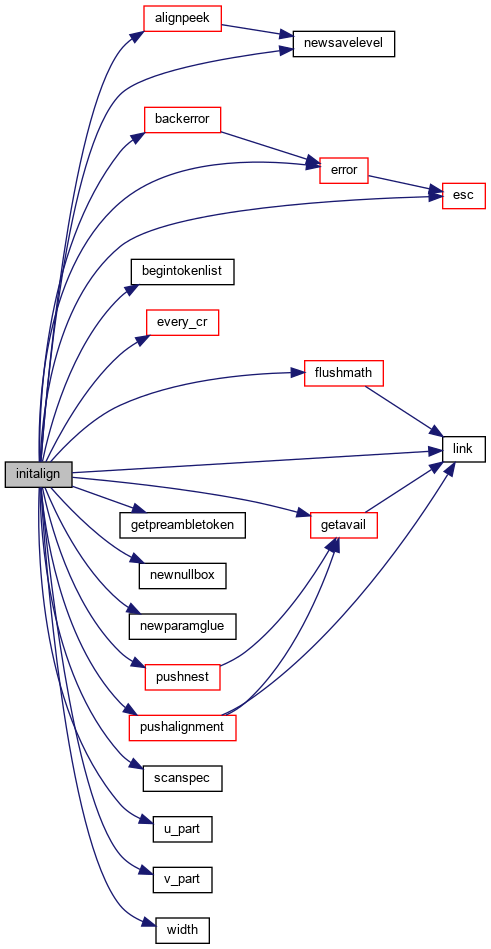 alignpeek
newsavelevel
backerror
error
esc
begintokenlist
every_cr
flushmath
link
initalign
getpreambletoken
getavail
newnullbox
newparamglue
pushnest
pushalignment
scanspec
u_part
v_part
width